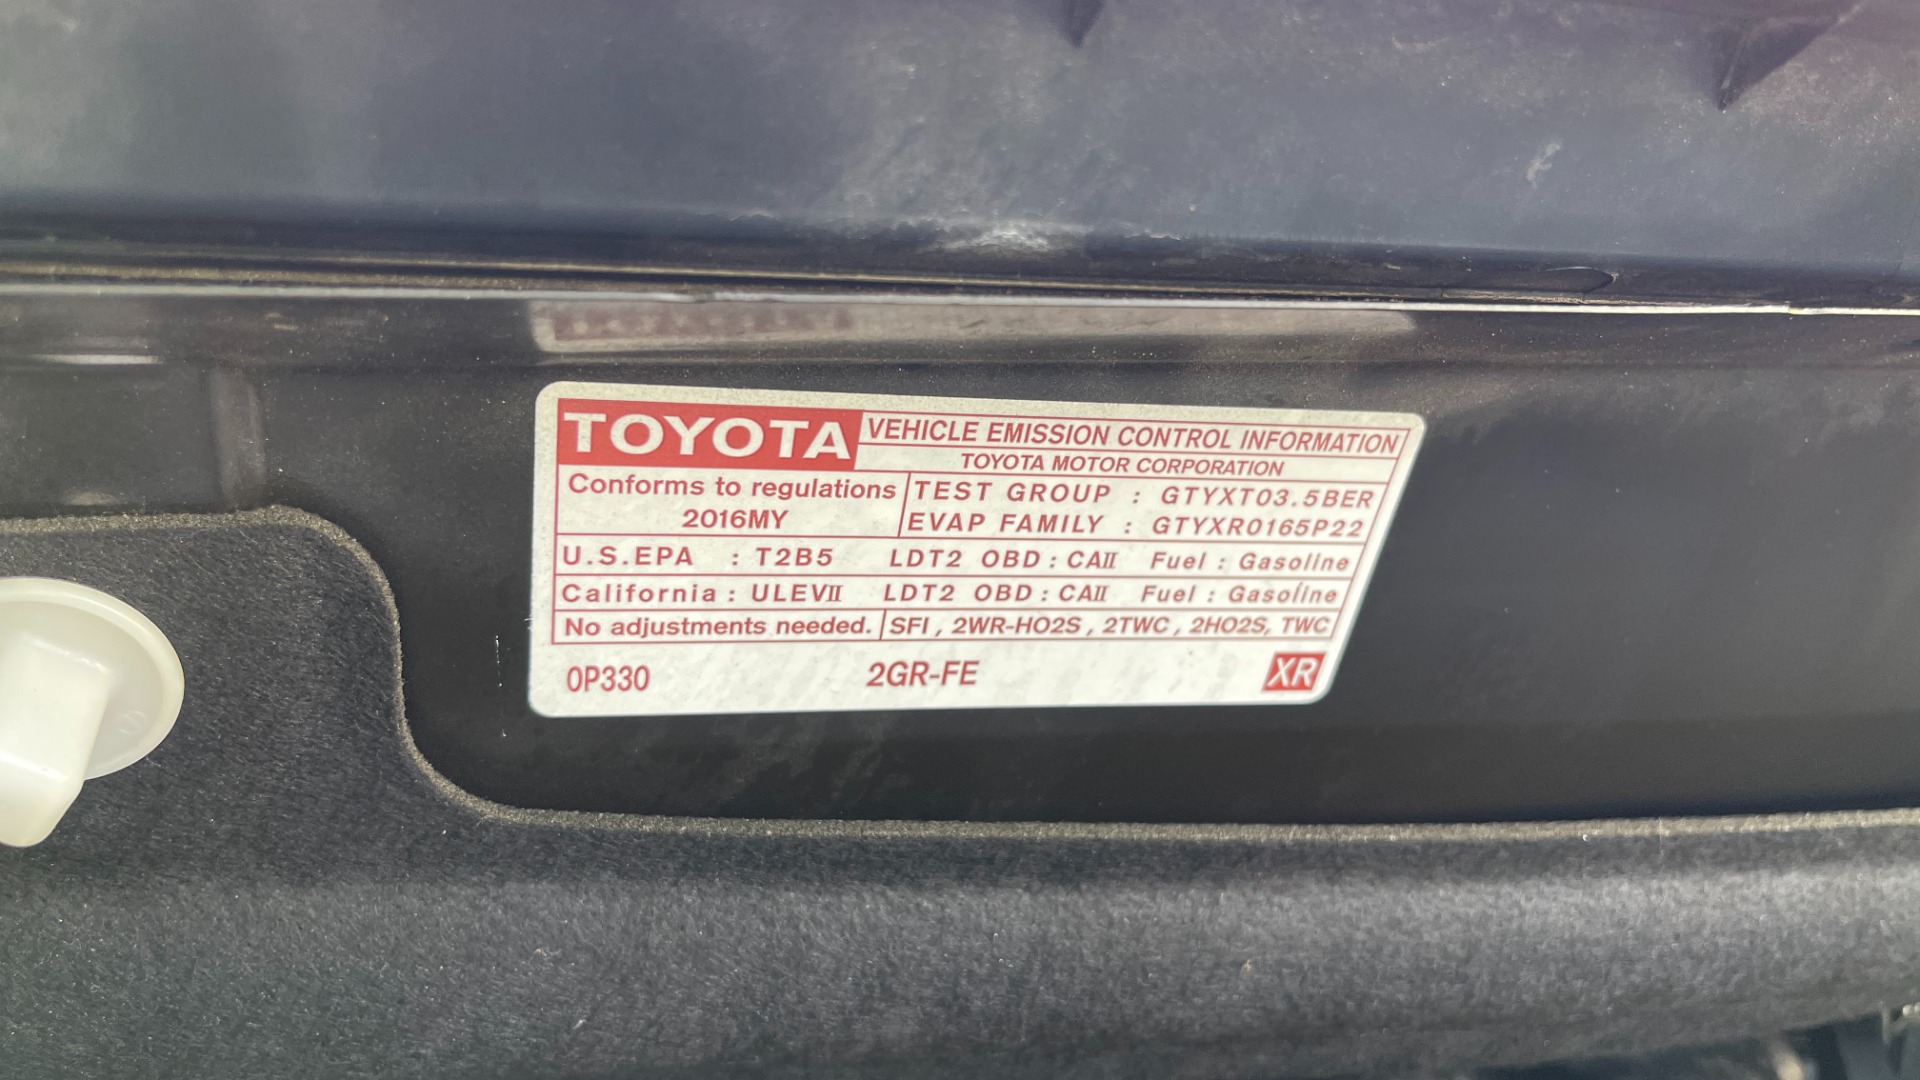 TOYOTA VEHICLE EMISSION CONTROL INFORMATION
TOYOTA MOTOR CORPORATION
Conforms to regulations TEST GROUP : GTYXT03.5BER
2016MY EVAP FAMILY : GTYXR0165P22
U.S.EPA : T2B5 LDT2 OBD : CAII Fuel : Gasoline
California : ULEVII LDT2 OBD : CAII Fuel : Gasoline
No adjustments needed. SFI , 2WR-HO2S , 2TWC , 2HO2S, TWC
0P330 2GR-FE XR